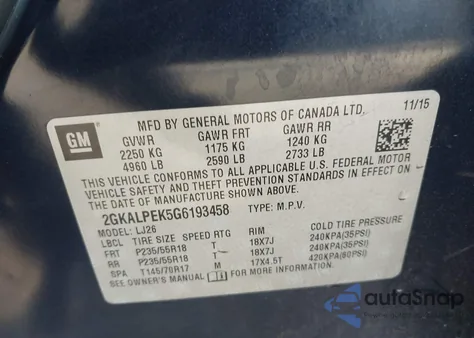 GM
MFD BY GENERAL MOTORS OF CANADA LTD.
11/15
GVWR GAWR FRT GAWR RR
2250 KG 1175 KG 1240 KG
4960 LB 2590 LB 2733 LB
THIS VEHICLE CONFORMS TO ALL APPLICABLE U.S. FEDERAL MOTOR
VEHICLE SAFETY AND THEFT PREVENTION STANDARDS IN EFFECT ON
THE DATE OF MANUFACTURE SHOWN ABOVE.
2GKALPEK5G6193458 TYPE: M.P.V.
MODEL: LJ26
LBCL TIRE SIZE SPEED RTG RIM COLD TIRE PRESSURE
FRT P235/55R18 T 18X7J 240KPA(35PSI)
RR P235/55R18 T 18X7J 240KPA(35PSI)
SPA T145/70R17 M 17X4.5T 420KPA(60PSI)
SEE OWNER'S MANUAL
autoSnap